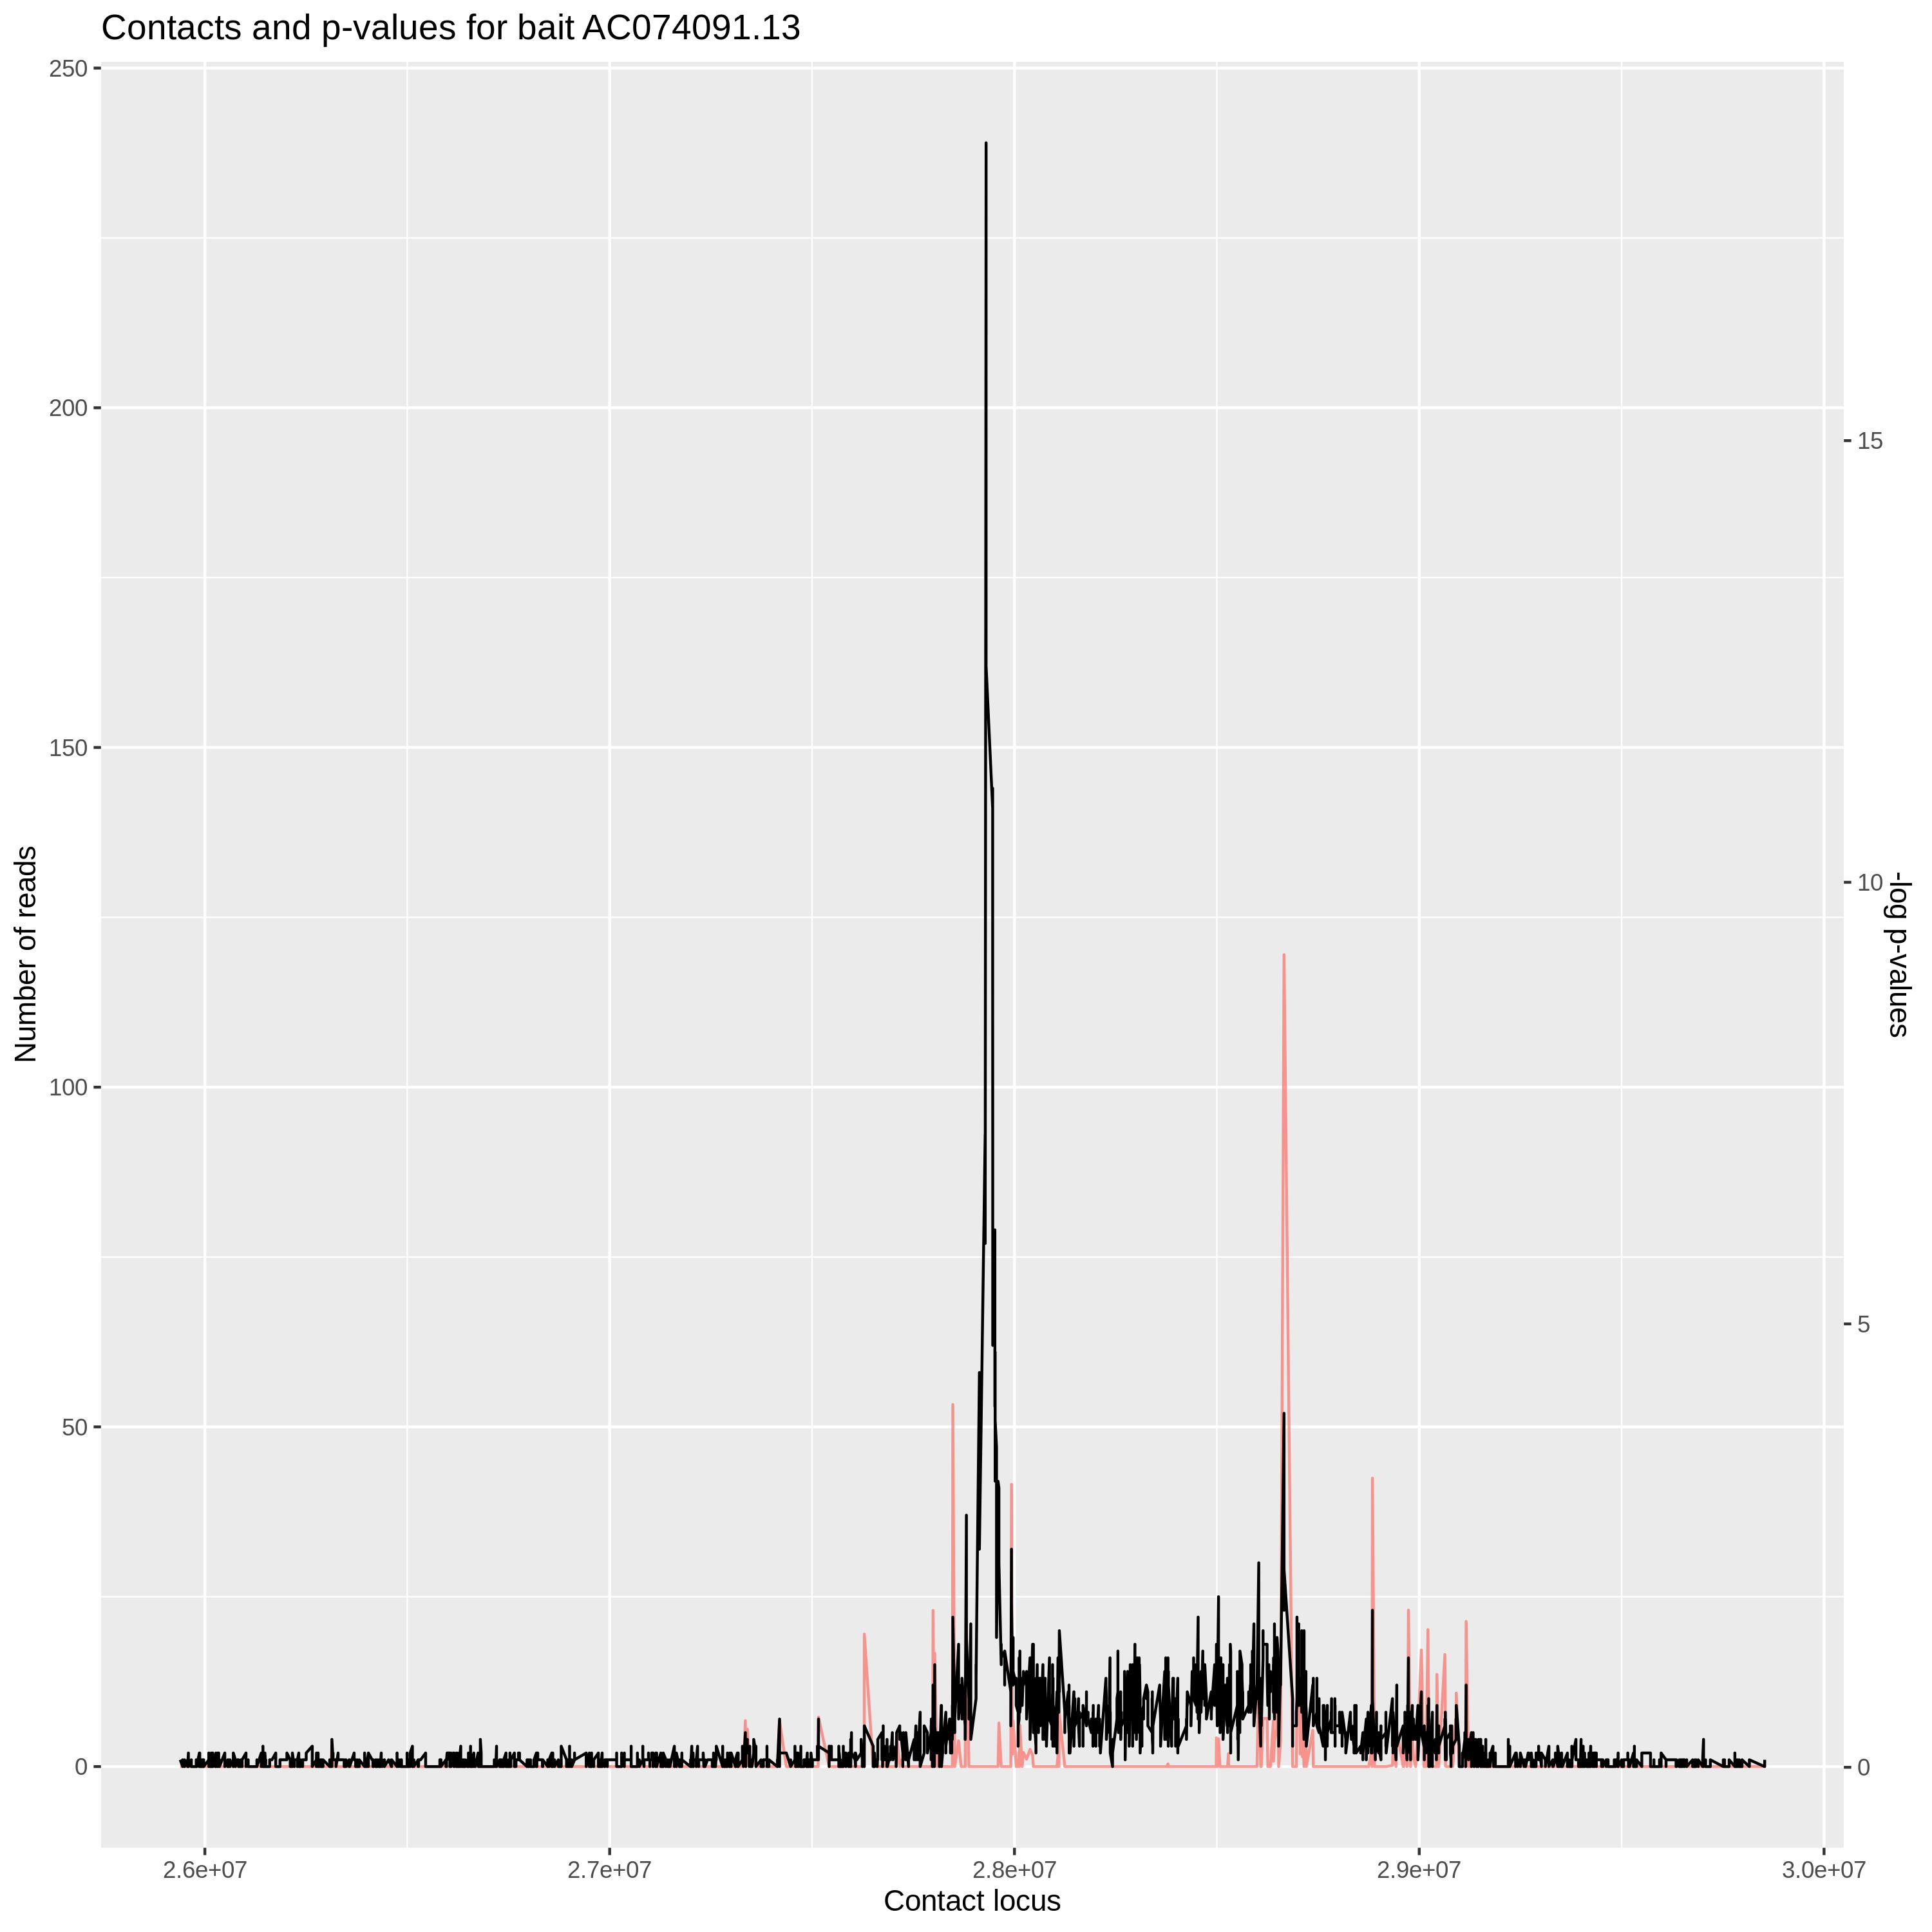 Contacts and p-values for bait AC074091.13
250
200
150
100
50
0
Number of reads
15
10
5
0
-log p-values
2.6e+07
2.7e+07
2.8e+07
2.9e+07
3.0e+07
Contact locus